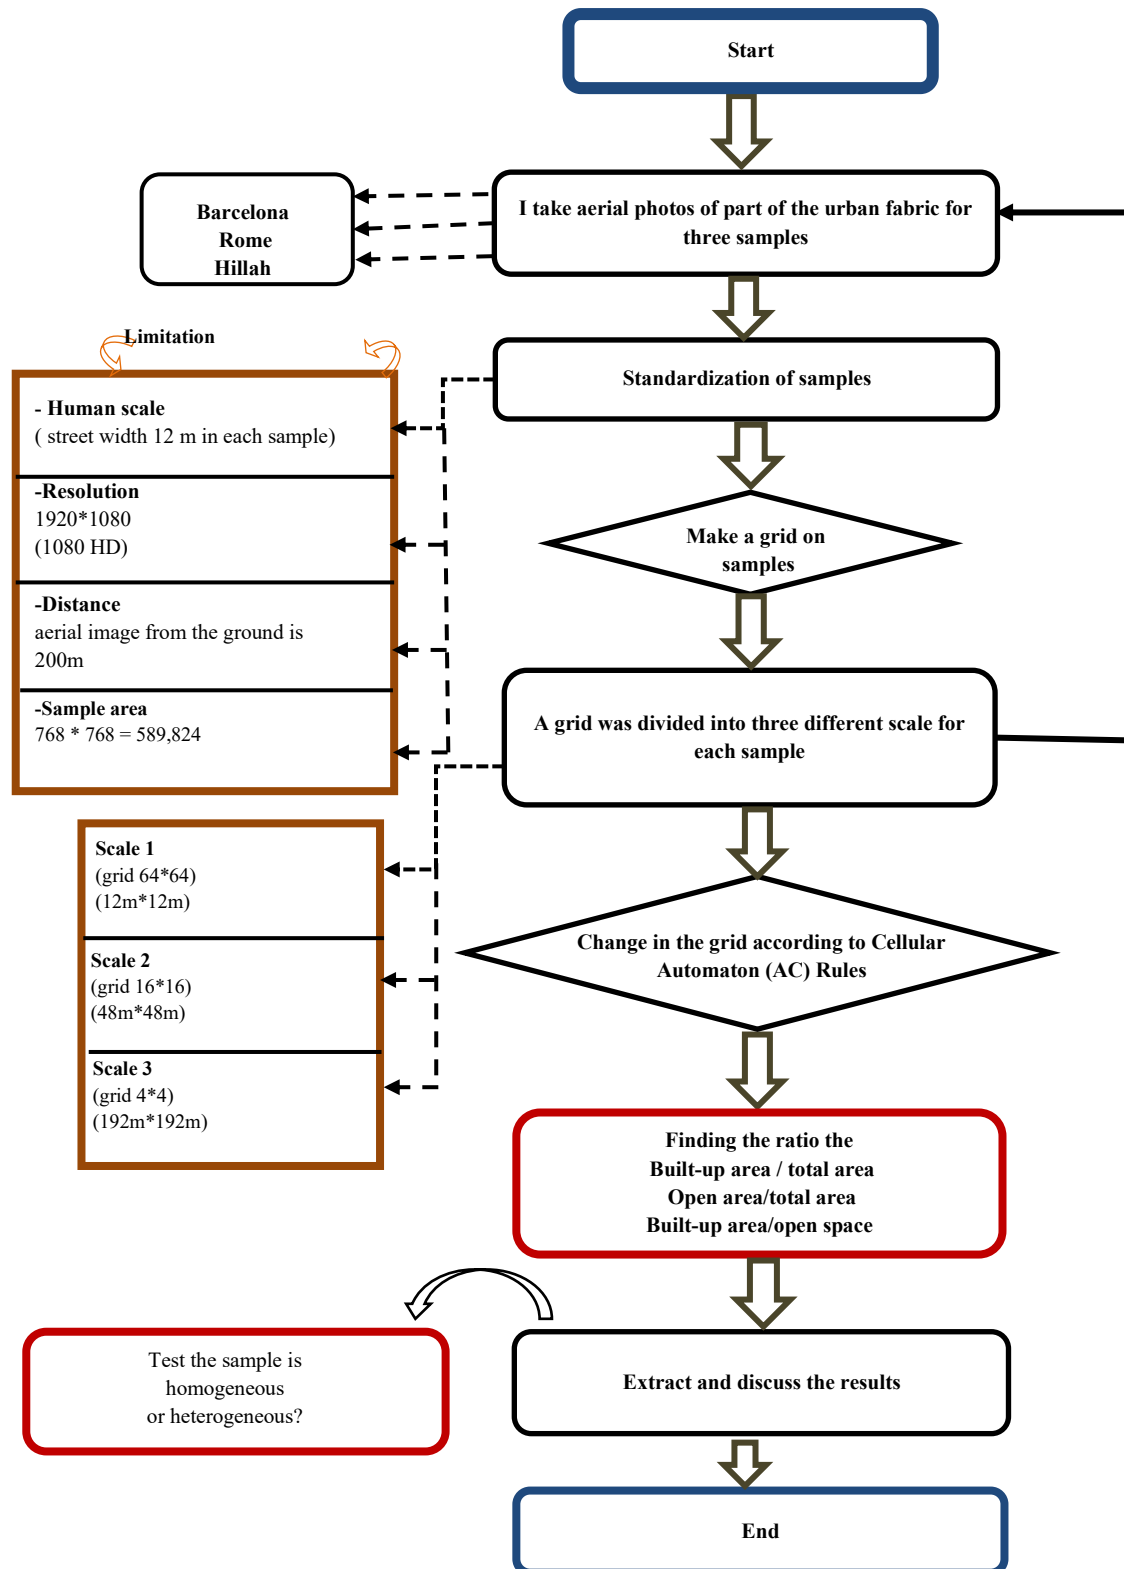 Start
I take aerial photos of part of the urban fabric for
three samples
Barcelona
Rome
Hillah
Limitation
Standardization of samples
- Human scale
( street width 12 m in each sample)
-Resolution
1920*1080
(1080 HD)
-Distance
aerial image from the ground is
200m
-Sample area
768 * 768 = 589,824
Make a grid on
samples
A grid was divided into three different scale for
each sample
Scale 1
(grid 64*64)
(12m*12m)
Scale 2
(grid 16*16)
(48m*48m)
Scale 3
(grid 4*4)
(192m*192m)
Change in the grid according to Cellular
Automaton (AC) Rules
Finding the ratio the
Built-up area / total area
Open area/total area
Built-up area/open space
Test the sample is
homogeneous
or heterogeneous?
Extract and discuss the results
End